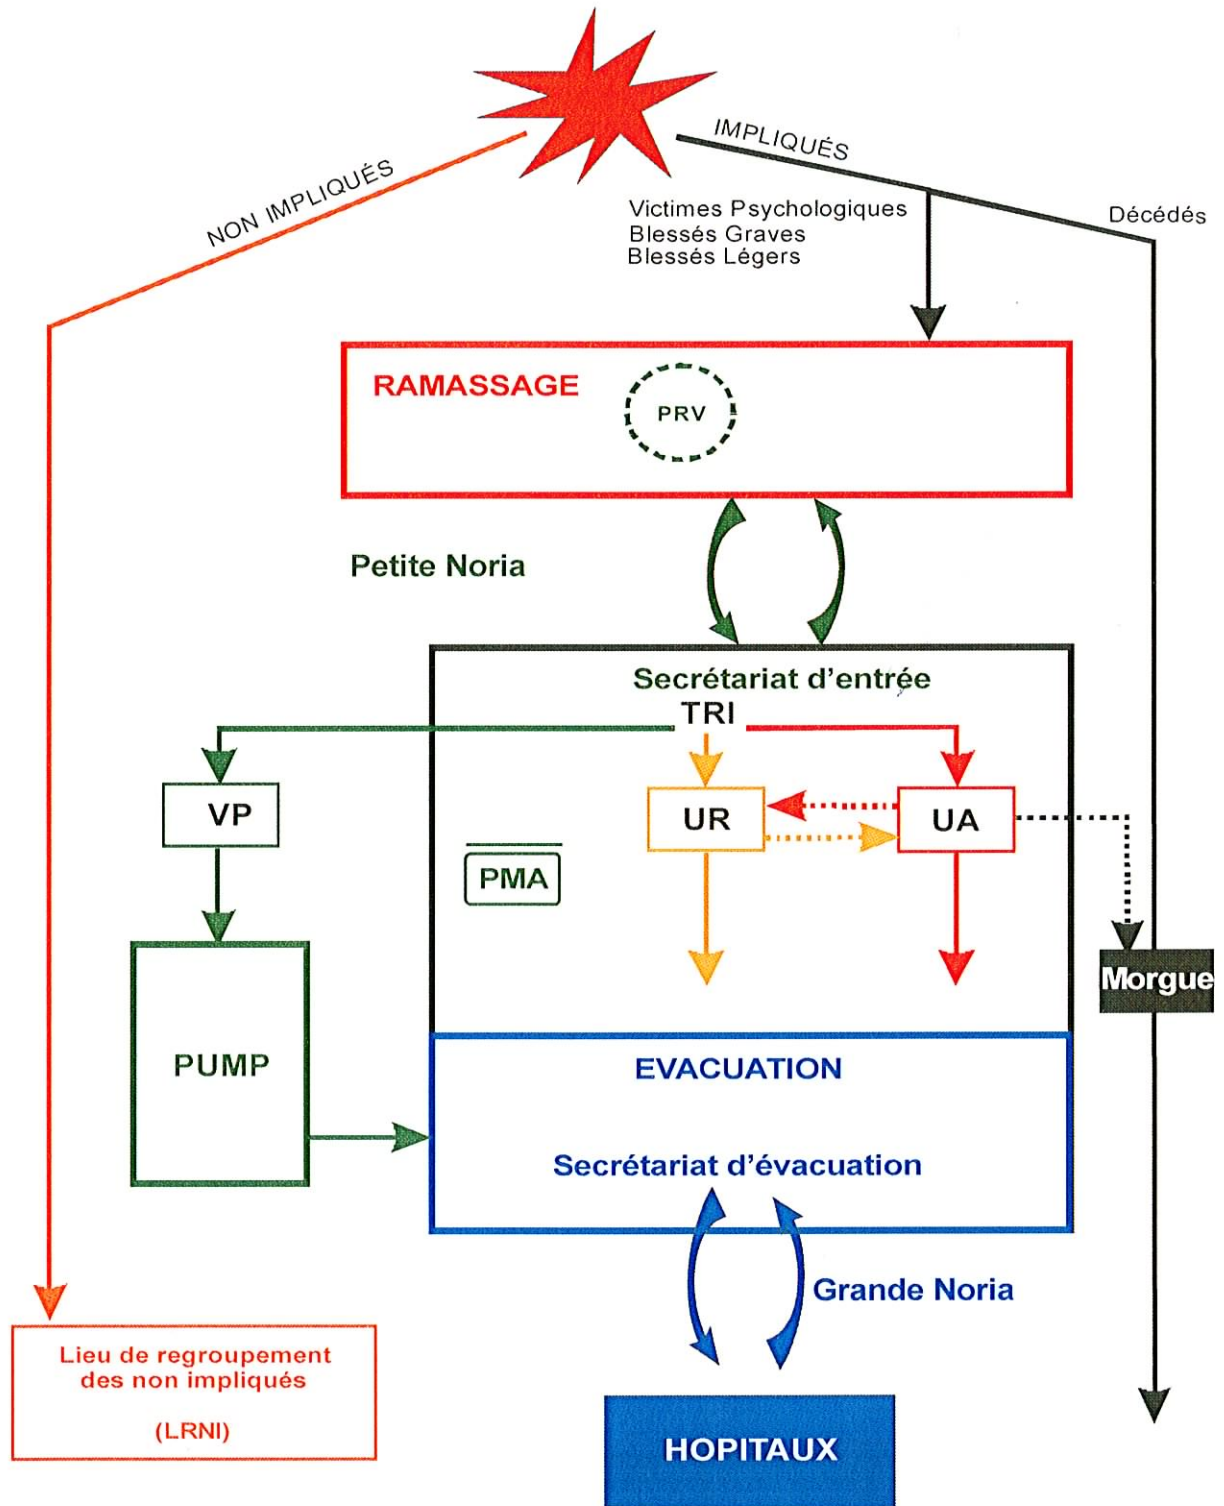 IMPLIQUÉS
NON IMPLIQUÉS
Victimes Psychologiques
Blessés Graves
Blessés Légers
Décédés
RAMASSAGE
PRV
Petite Noria
Secrétariat d'entrée
TRI
VP
UR
UA
PMA
Morgue
PUMP
EVACUATION
Secrétariat d'évacuation
Grande Noria
Lieu de regroupement
des non impliqués
(LRNI)
HOPITAUX